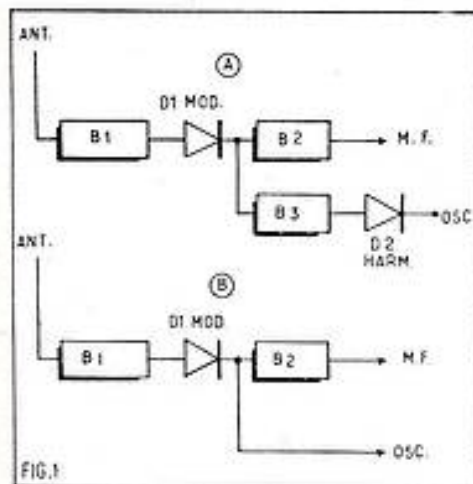 ANT.
A
D1 MOD.
B1
B2
M.F.
B3
OSC
D2
HARM.
ANT.
B
D1 MOD
B1
B2
M.F.
OSC.
FIG.1